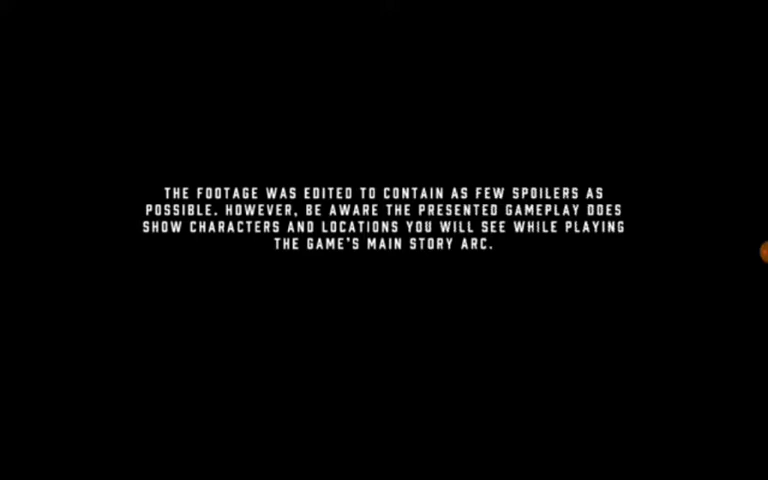 THE FOOTAGE WAS EDITED TO CONTAIN AS FEW SPOILERS AS
POSSIBLE. HOWEVER, BE AWARE THE PRESENTED GAMEPLAY DOES
SHOW CHARACTERS AND LOCATIONS YOU WILL SEE WHILE PLAYING
THE GAME'S MAIN STORY ARC.